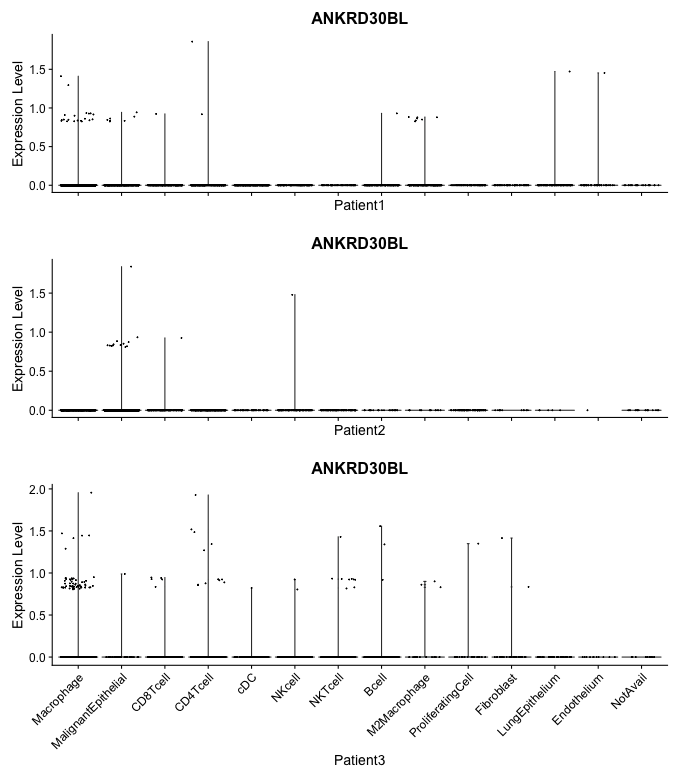 ANKRD30BL
Expression Level
1.5
1.0
0.5
0.0
Patient1
ANKRD30BL
Expression Level
1.5
1.0
0.5
0.0
Patient2
ANKRD30BL
Expression Level
2.0
1.5
1.0
0.5
0.0
Macrophage
MalignantEpithelial
CD8Tcell
CD4Tcell
cDC
NKcell
NKTcell
Bcell
M2Macrophage
ProliferatingCell
Fibroblast
LungEpithelium
Endothelium
NotAvail
Patient3